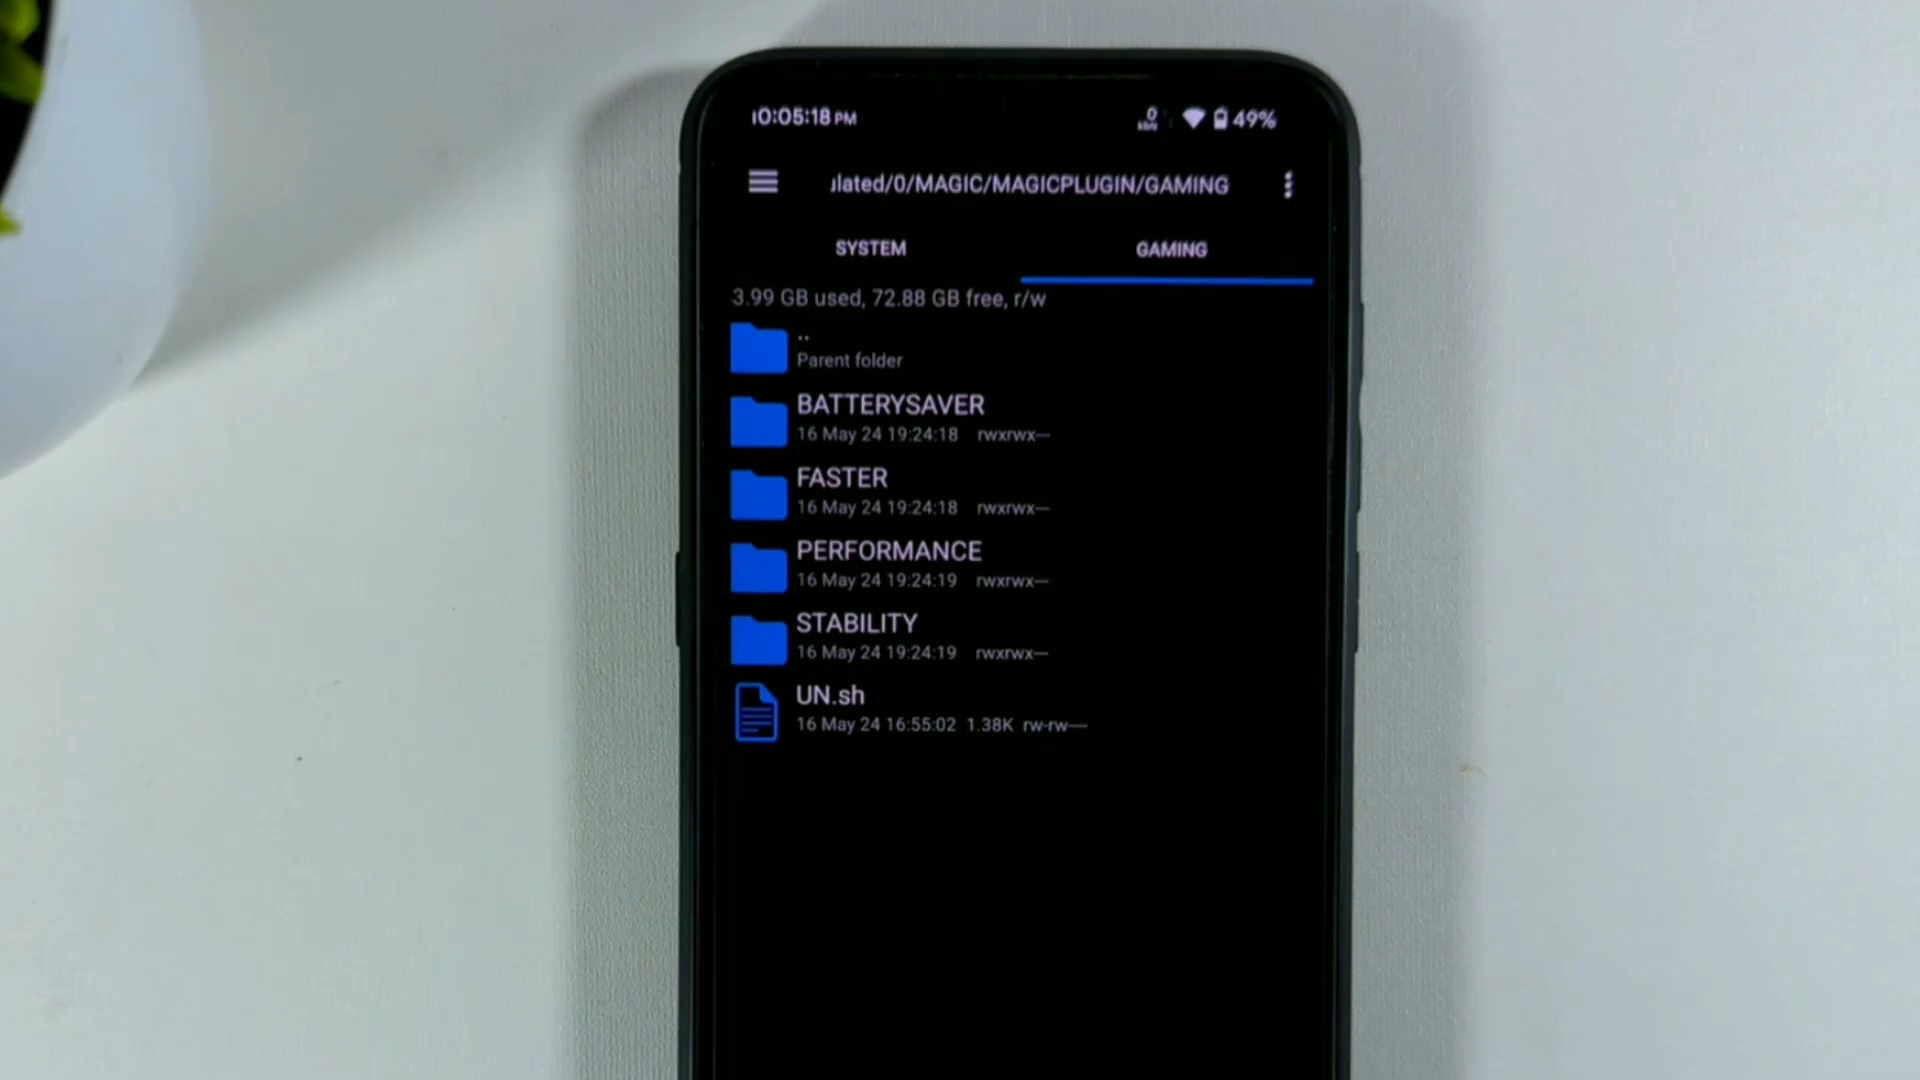 10:05:18 PM
0
49%
ulated/0/MAGIC/MAGICPLUGIN/GAMING
SYSTEM
GAMING
3.99 GB used, 72.88 GB free, r/w
..
Parent folder
BATTERYSAVER
16 May 24 19:24:18 rwxrwx---
FASTER
16 May 24 19:24:18 rwxrwx---
PERFORMANCE
16 May 24 19:24:19 rwxrwx---
STABILITY
16 May 24 19:24:19 rwxrwx---
UN.sh
16 May 24 16:55:02 1.38K rw-rw----